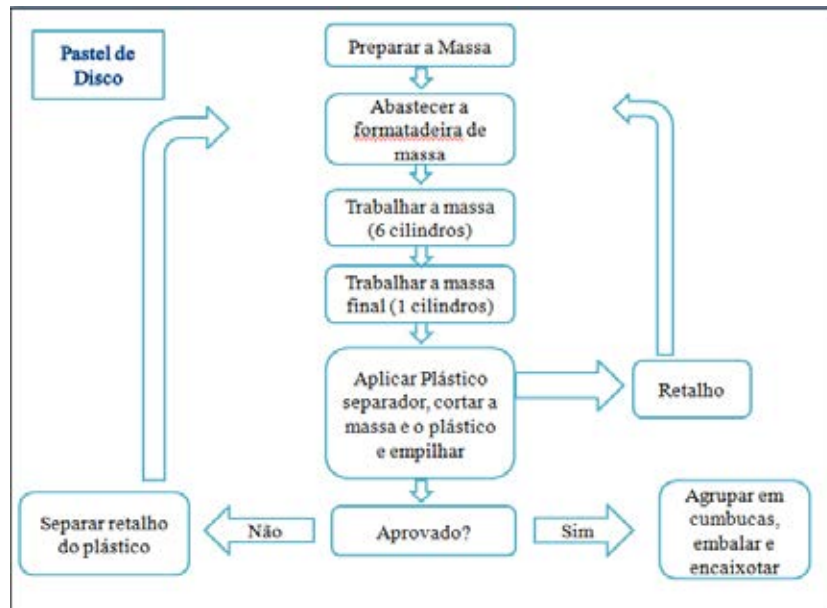 Pastel de
Disco
Preparar a Massa
Abastecer a
formatadeira de
massa
Trabalhar a massa
(6 cilindros)
Trabalhar a massa
final (1 cilindros)
Aplicar Plástico
separador, cortar a
massa e o plástico
e empilhar
Retalho
Separar retalho
do plástico
Não
Aprovado?
Sim
Agrupar em
cumbucas,
embalar e
encaixotar